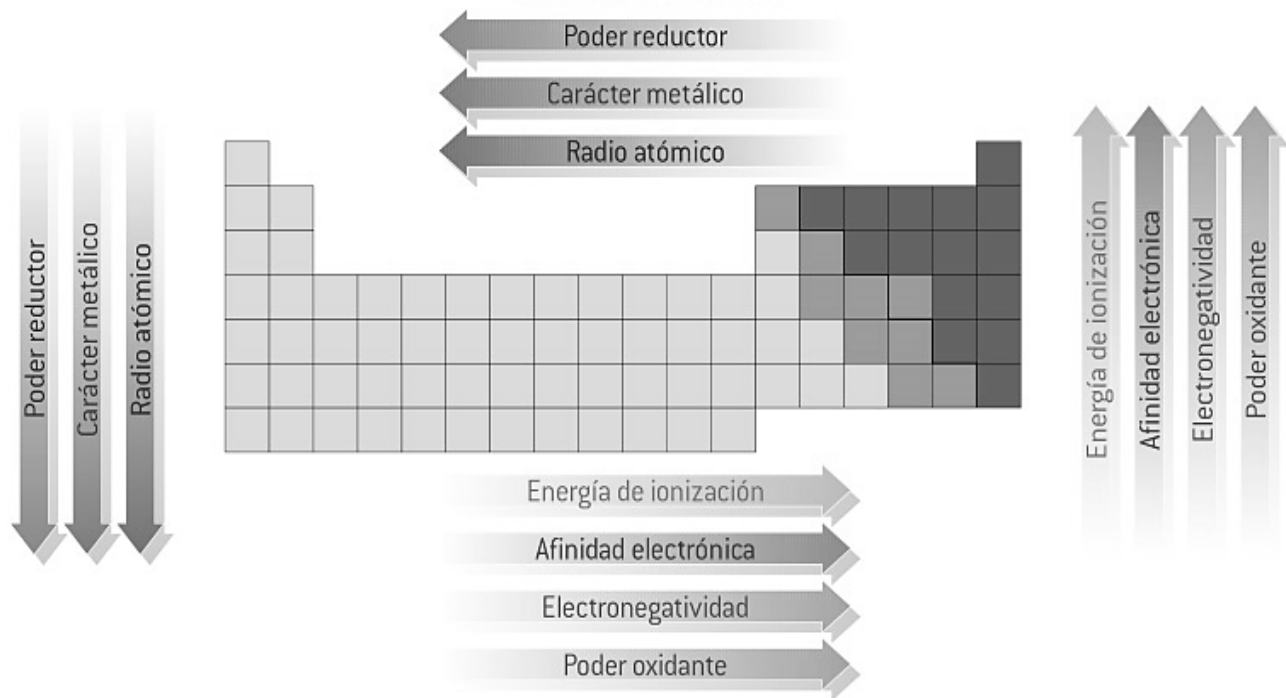 Poder reductor
Carácter metálico
Radio atómico
Poder reductor
Carácter metálico
Radio atómico
Energía de ionización
Afinidad electrónica
Electronegatividad
Poder oxidante
Energía de ionización
Afinidad electrónica
Electronegatividad
Poder oxidante